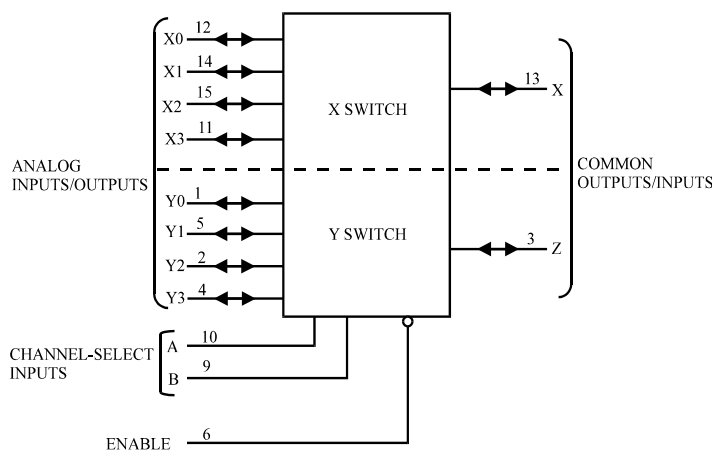 X0 12
X1 14
X2 15
X3 11
ANALOG
INPUTS/OUTPUTS
Y0 1
Y1 5
Y2 2
Y3 4
X SWITCH
Y SWITCH
13 X
COMMON
OUTPUTS/INPUTS
3 Z
CHANNEL-SELECT
INPUTS
A 10
B 9
ENABLE 6